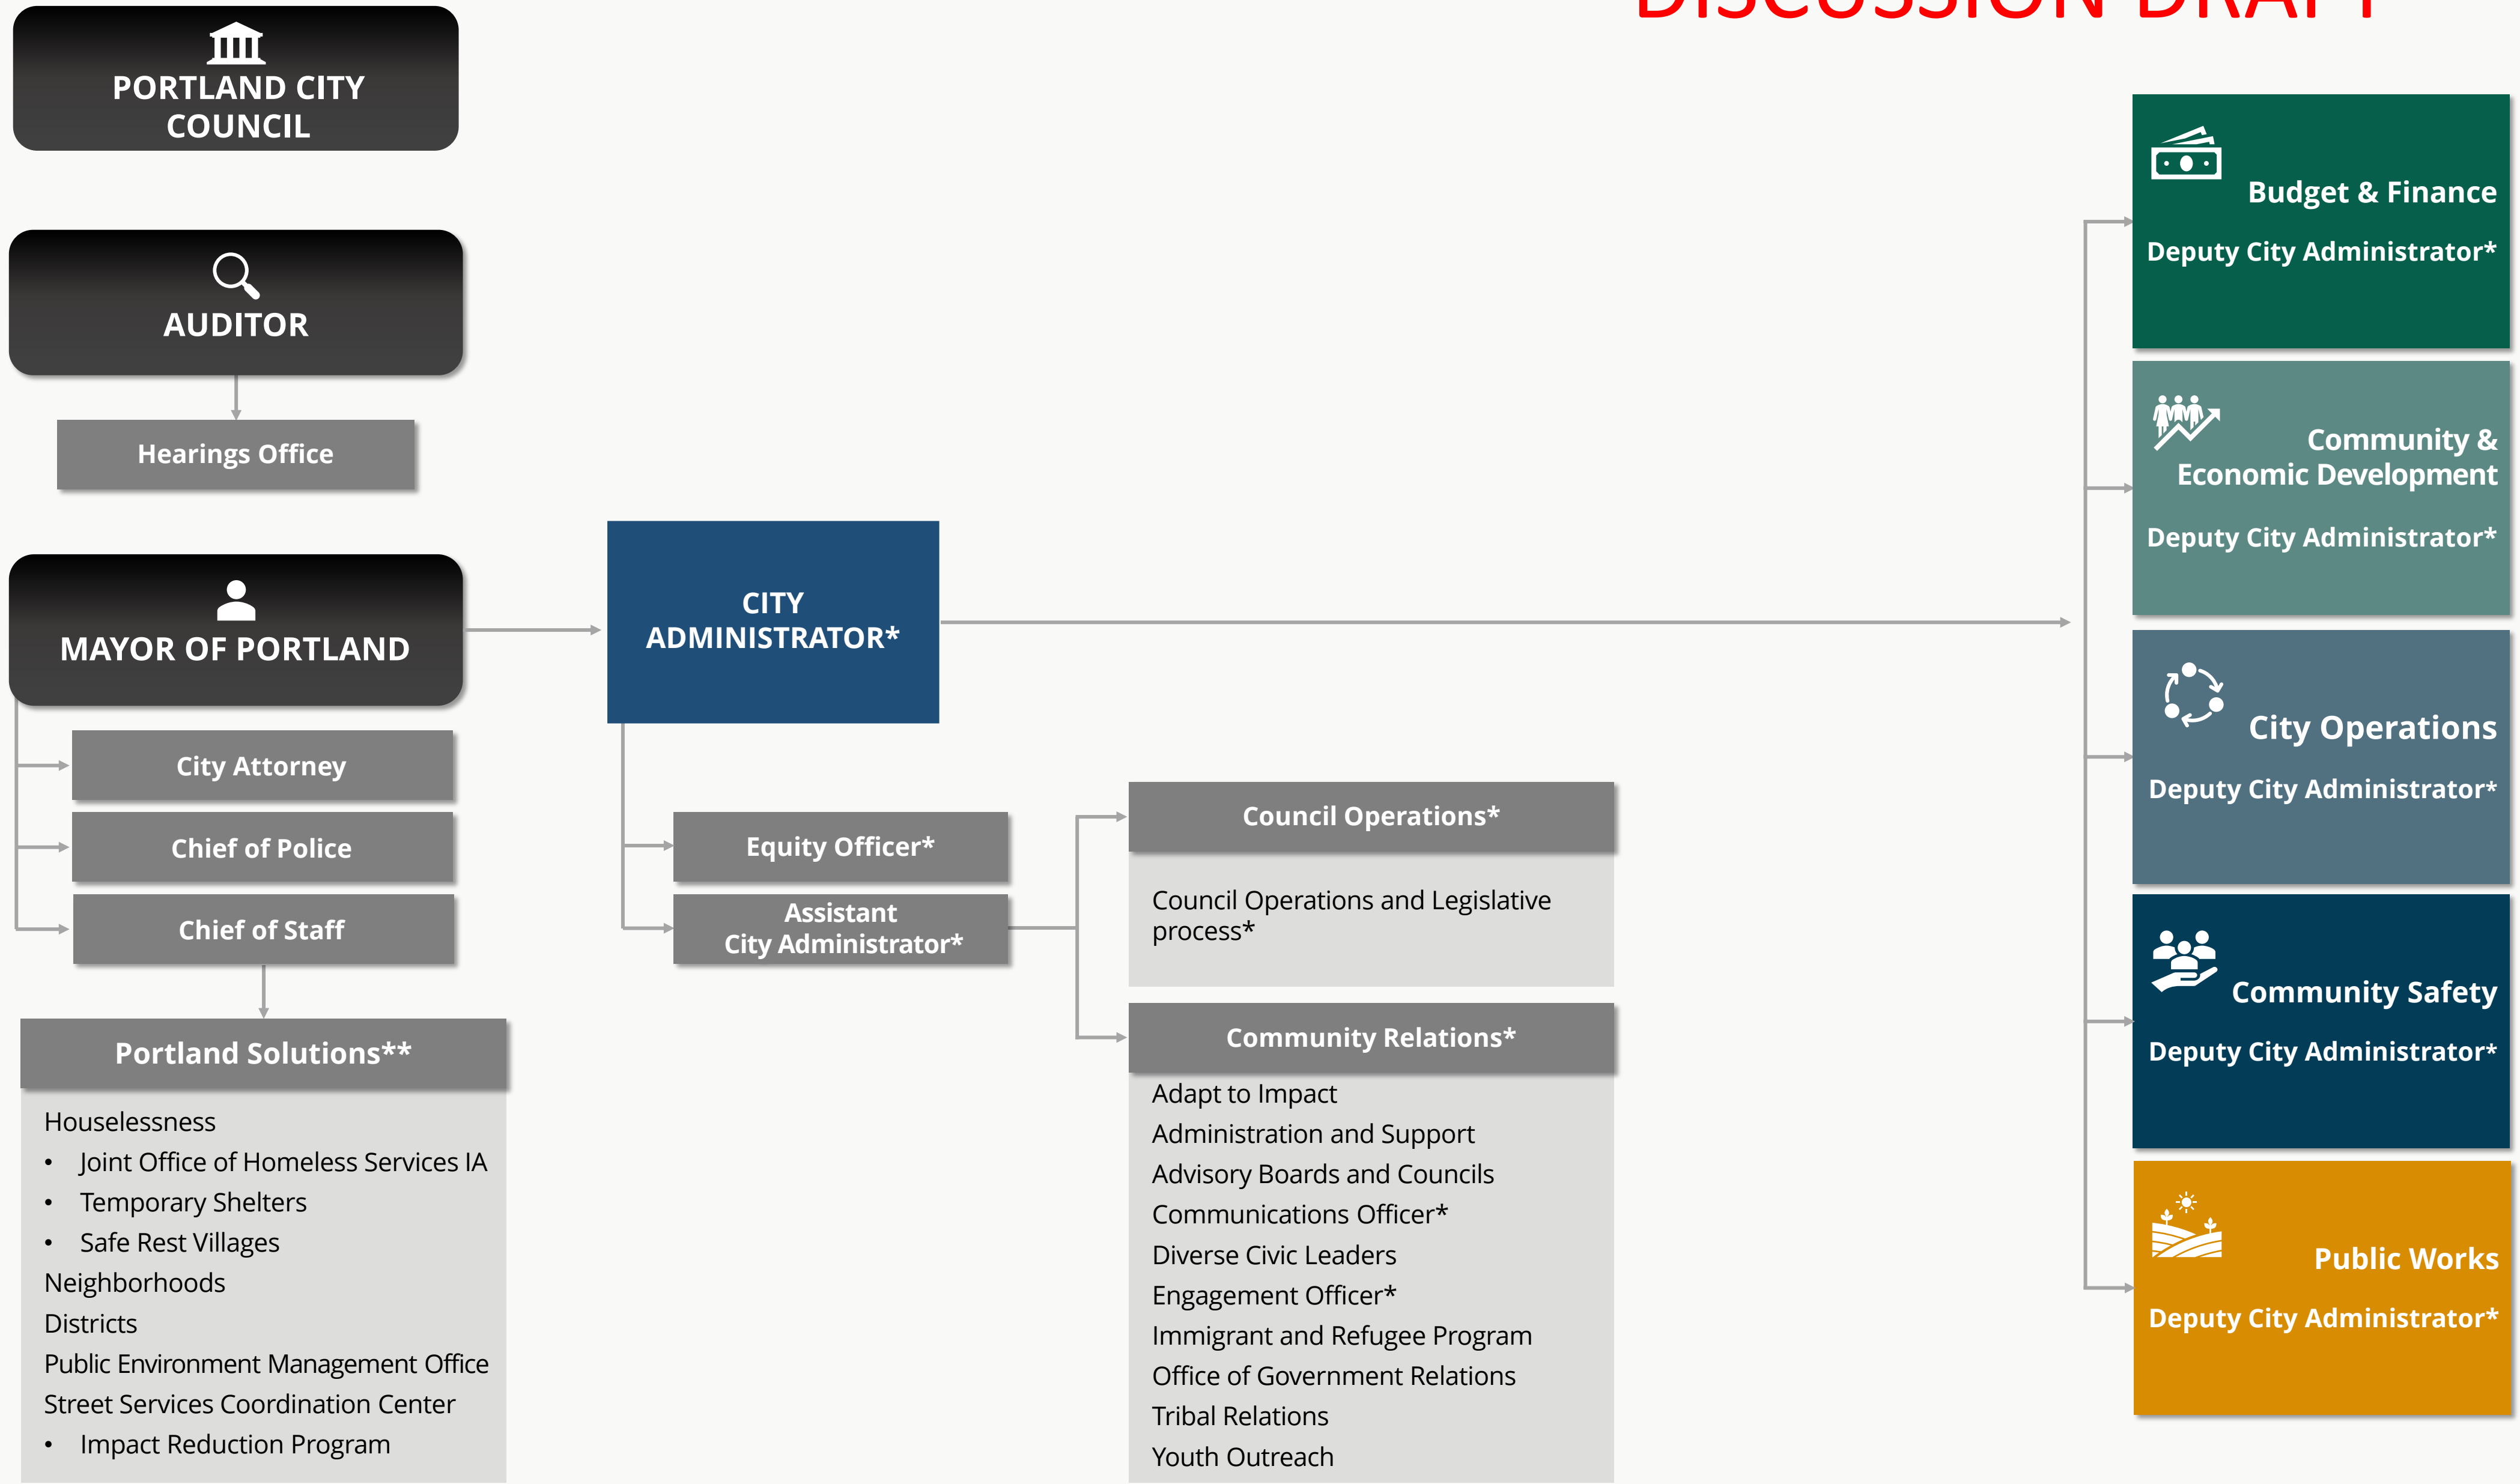 DISCUSSION DRAFT
PORTLAND CITY
COUNCIL
AUDITOR
Hearings Office
MAYOR OF PORTLAND
City Attorney
Chief of Police
Chief of Staff
Portland Solutions**
Houselessness
• Joint Office of Homeless Services IA
• Temporary Shelters
• Safe Rest Villages
Neighborhoods
Districts
Public Environment Management Office
Street Services Coordination Center
• Impact Reduction Program
CITY
ADMINISTRATOR*
Equity Officer*
Assistant
City Administrator*
Council Operations*
Council Operations and Legislative
process*
Community Relations*
Adapt to Impact
Administration and Support
Advisory Boards and Councils
Communications Officer*
Diverse Civic Leaders
Engagement Officer*
Immigrant and Refugee Program
Office of Government Relations
Tribal Relations
Youth Outreach
Budget & Finance
Deputy City Administrator*
Community &
Economic Development
Deputy City Administrator*
City Operations
Deputy City Administrator*
Community Safety
Deputy City Administrator*
Public Works
Deputy City Administrator*